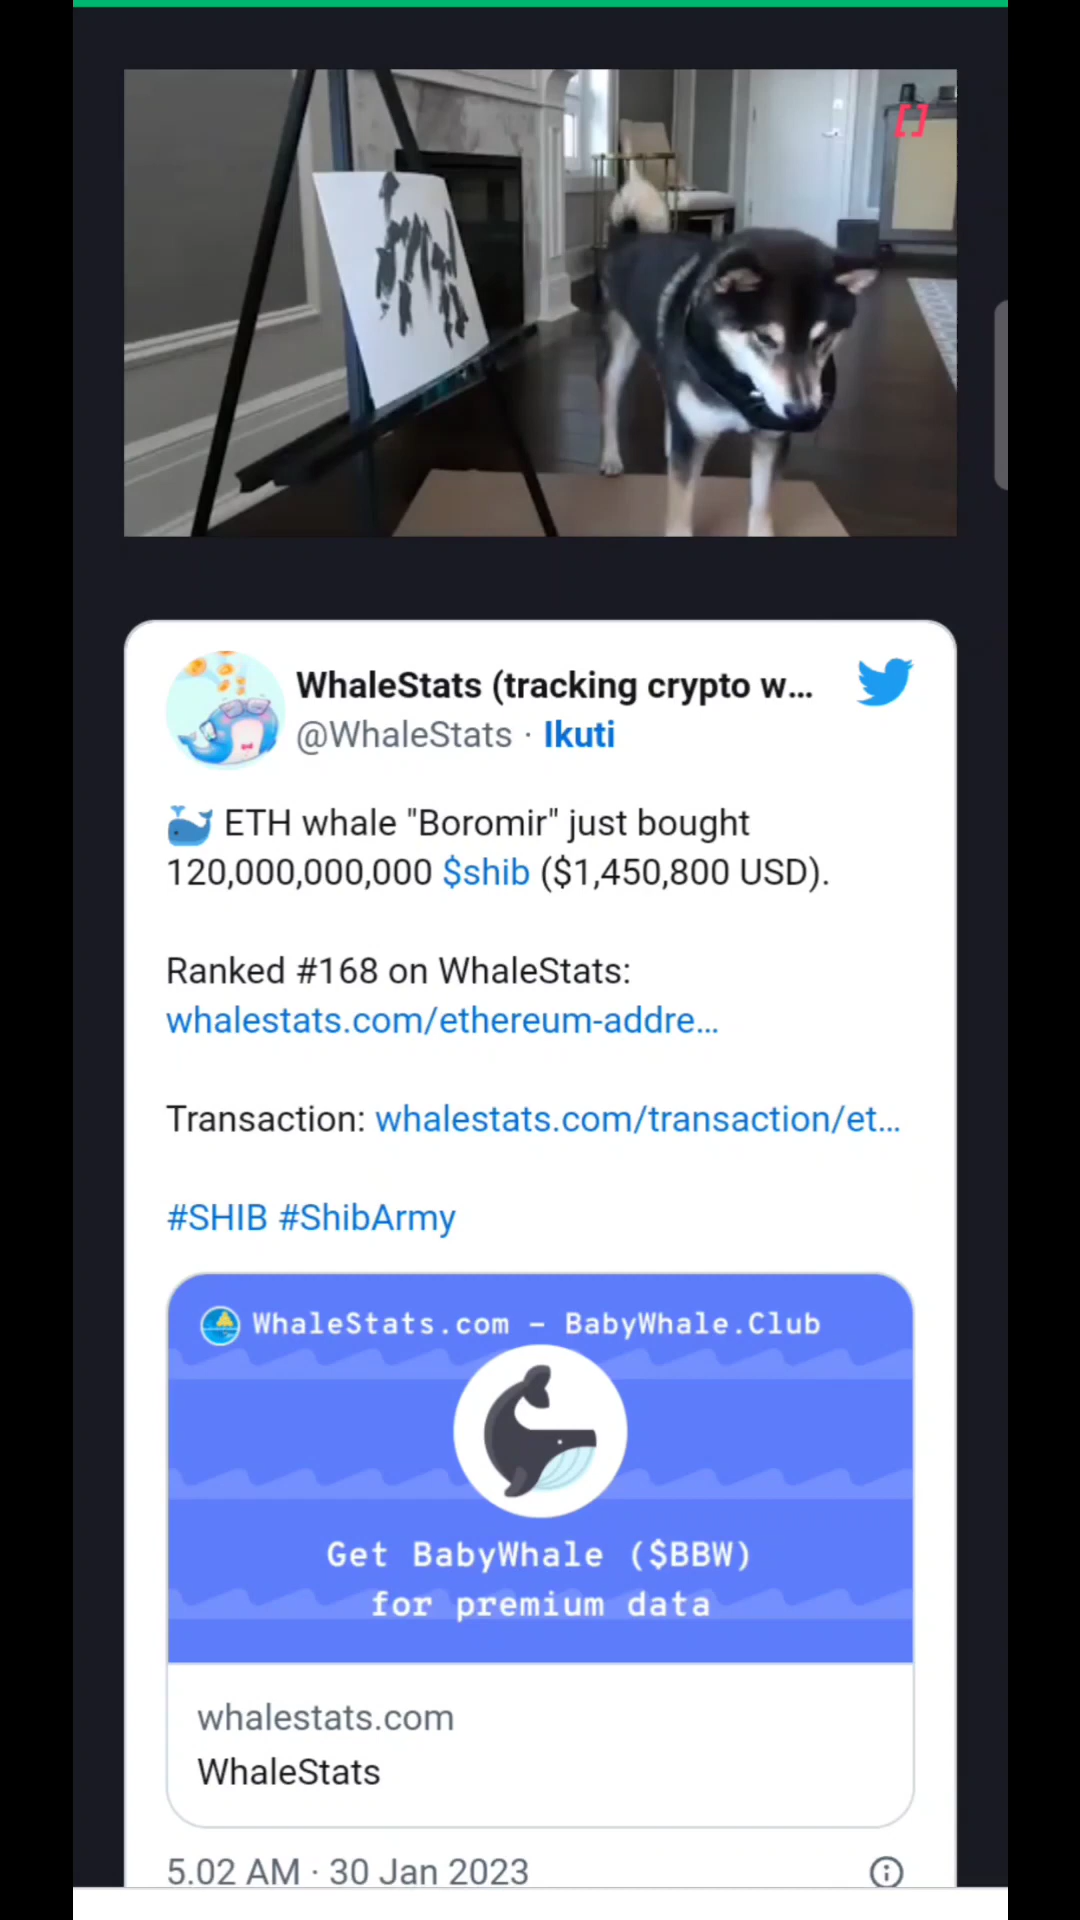 WhaleStats (tracking crypto w...
@WhaleStats · Ikuti
🐳 ETH whale "Boromir" just bought
120,000,000,000 $shib ($1,450,800 USD).
Ranked #168 on WhaleStats:
whalestats.com/ethereum-addre...
Transaction: whalestats.com/transaction/et...
#SHIB #ShibArmy
WhaleStats.com - BabyWhale.Club
Get BabyWhale ($BBW)
for premium data
whalestats.com
WhaleStats
5.02 AM · 30 Jan 2023